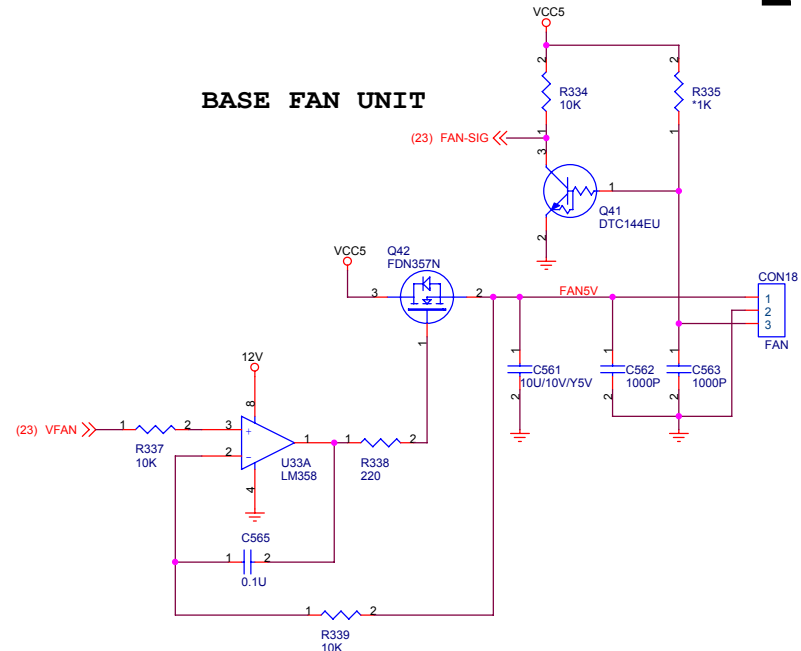 VCC5
2
2
R334
10K
R335
*1K
BASE FAN UNIT
1
1
(23) FAN-SIG
3
1
Q41
DTC144EU
2
VCC5
Q42
FDN357N
3
2
FAN5V
1
CON18
1
2
3
FAN
1
C561
10U/10V/Y5V
2
1
C562
1000P
2
1
C563
1000P
2
12V
8
(23) VFAN
1
2
R337
10K
3
+
2
-
1
U33A
LM358
4
1
2
R338
220
C565
1
2
0.1U
1
2
R339
10K